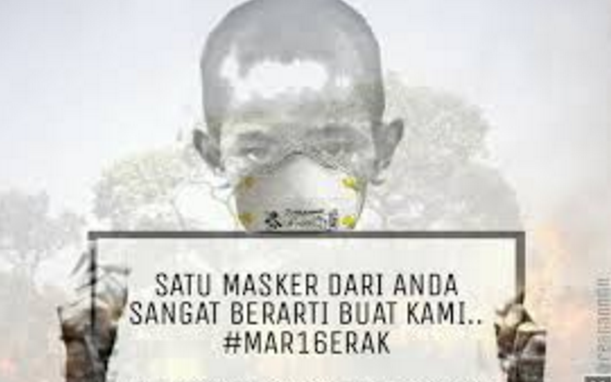 SATU MASKER DARI ANDA
SANGAT BERARTI BUAT KAMI..
#MAR16ERAK